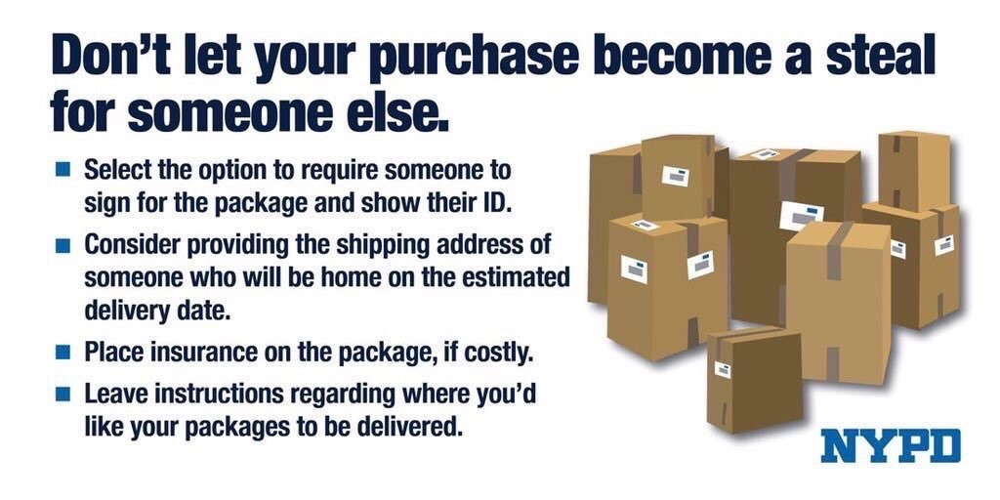 Don't let your purchase become a steal
for someone else.
Select the option to require someone to
sign for the package and show their ID.
Consider providing the shipping address of
someone who will be home on the estimated
delivery date.
Place insurance on the package, if costly.
Leave instructions regarding where you'd
like your packages to be delivered.
NYPD